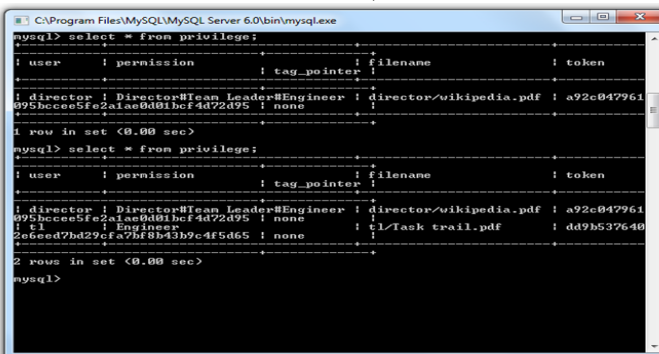 C:\Program Files\MySQL\MySQL Server 6.0\bin\mysql.exe
mysql> select * from privilege;
| user | permission | filename | token
| tag_pointer |
| director | Director#Team Leader#Engineer | director/wikipedia.pdf | a92c047961
095bccee5fe2a1ae0d01bcf4d72d95 | none |
1 row in set (0.00 sec)
mysql> select * from privilege;
| user | permission | filename | token
| tag_pointer |
| director | Director#Team Leader#Engineer | director/wikipedia.pdf | a92c047961
095bccee5fe2a1ae0d01bcf4d72d95 | none |
| tl | Engineer | tl/Task trail.pdf | dd9b537640
2e6eecd7bd29cfa7bf8b43b9c4f5d65 | none |
2 rows in set (0.00 sec)
mysql>